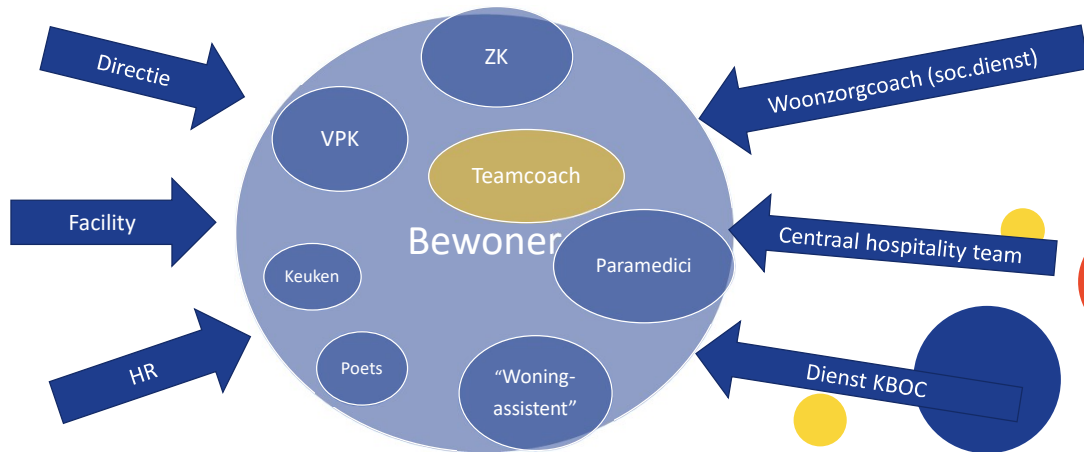 Directie
ZK
Woonzorgcoach (soc.dienst)
VPK
Teamcoach
Facility
Bewoner
Centraal hospitality team
Keuken
Paramedici
HR
Poets
“Woning-
assistent”
Dienst KBOC